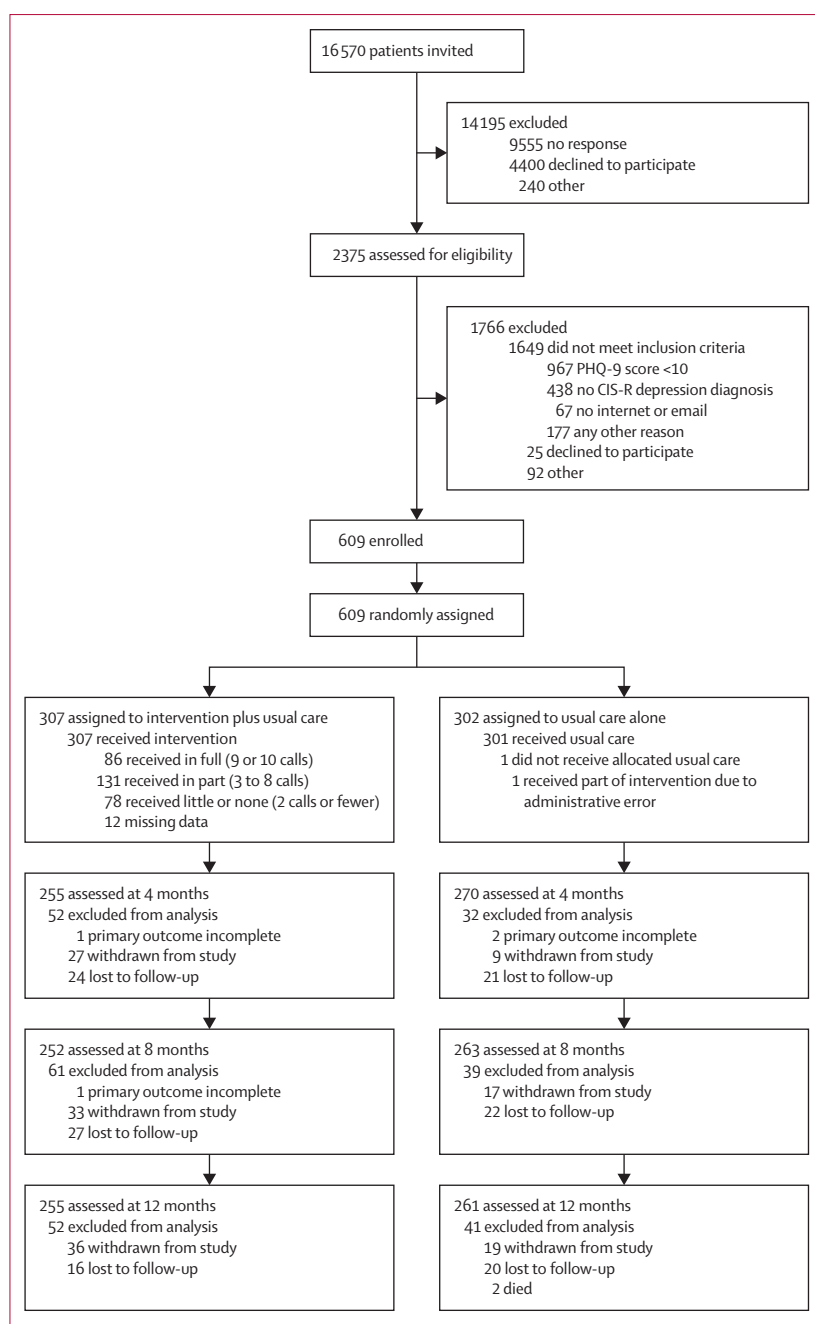 16570 patients invited
14195 excluded
9555 no response
4400 declined to participate
240 other
2375 assessed for eligibility
1766 excluded
1649 did not meet inclusion criteria
967 PHQ-9 score <10
438 no CIS-R depression diagnosis
67 no internet or email
177 any other reason
25 declined to participate
92 other
609 enrolled
609 randomly assigned
307 assigned to intervention plus usual care
307 received intervention
86 received in full (9 or 10 calls)
131 received in part (3 to 8 calls)
78 received little or none (2 calls or fewer)
12 missing data
302 assigned to usual care alone
301 received usual care
1 did not receive allocated usual care
1 received part of intervention due to
administrative error
255 assessed at 4 months
52 excluded from analysis
1 primary outcome incomplete
27 withdrawn from study
24 lost to follow-up
270 assessed at 4 months
32 excluded from analysis
2 primary outcome incomplete
9 withdrawn from study
21 lost to follow-up
252 assessed at 8 months
61 excluded from analysis
1 primary outcome incomplete
33 withdrawn from study
27 lost to follow-up
263 assessed at 8 months
39 excluded from analysis
17 withdrawn from study
22 lost to follow-up
255 assessed at 12 months
52 excluded from analysis
36 withdrawn from study
16 lost to follow-up
261 assessed at 12 months
41 excluded from analysis
19 withdrawn from study
20 lost to follow-up
2 died